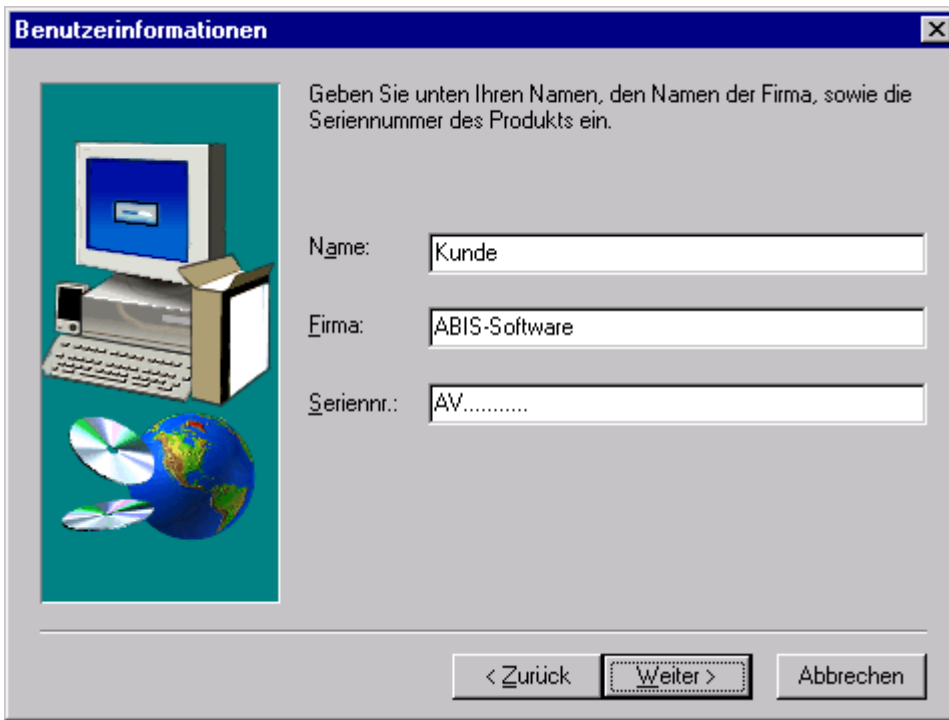 Benutzerinformationen
Geben Sie unten Ihren Namen, den Namen der Firma, sowie die
Seriennummer des Produkts ein.
Name: Kunde
Firma: ABIS-Software
Seriennr.: AV...........
< Zurück Weiter > Abbrechen